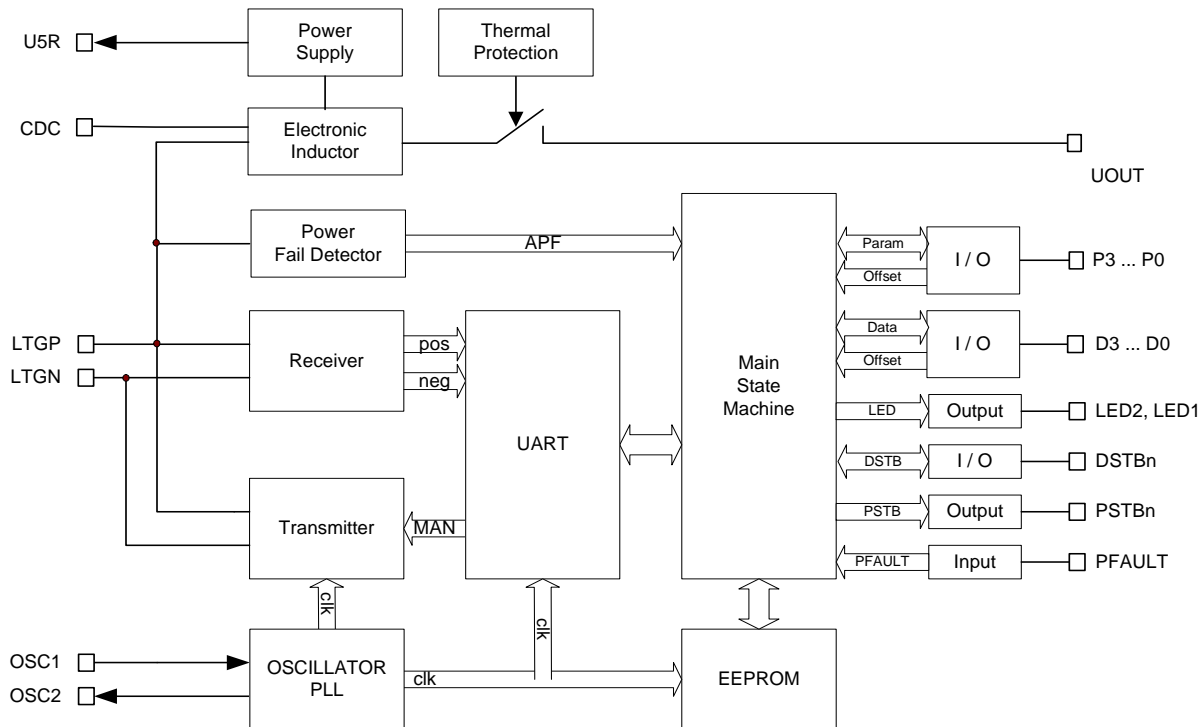 U5R
Power
Supply
Thermal
Protection
CDC
Electronic
Inductor
UOUT
Power
Fail Detector
APF
Param
Offset
I / O
P3 ... P0
LTGP
LTGN
Receiver
pos
neg
UART
Main
State
Machine
Data
Offset
I / O
D3 ... D0
LED
Output
LED2, LED1
DSTB
I / O
DSTBn
Transmitter
MAN
PSTB
Output
PSTBn
PFAULT
Input
PFAULT
clk
clk
OSC1
OSC2
OSCILLATOR
PLL
clk
EEPROM